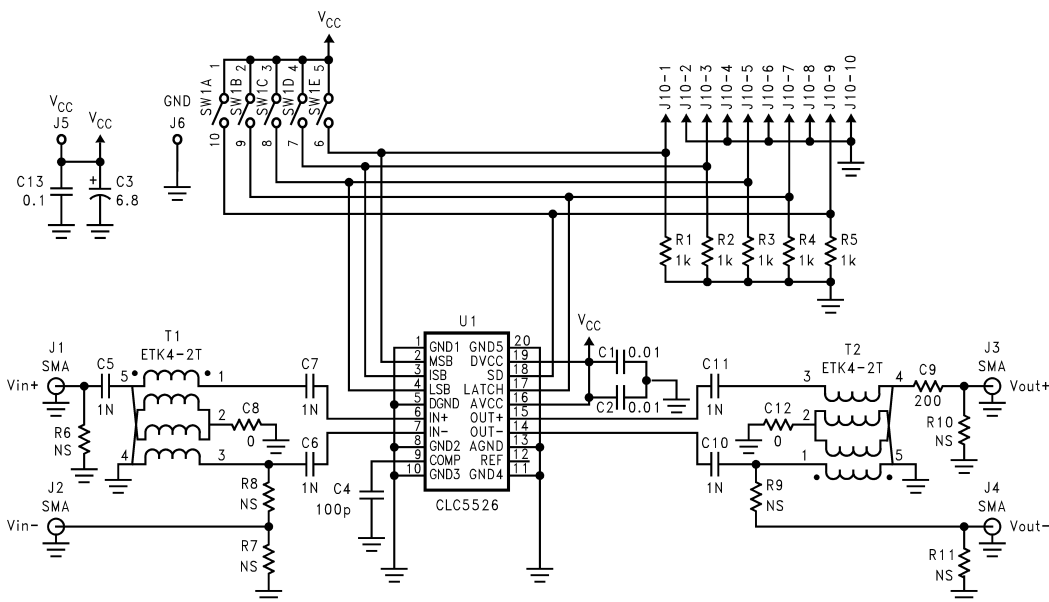 VCC
1 2 3 4 5
SW1A SW1B SW1C SW1D SW1E
10 9 8 7 6
VCC
J5
VCC
GND
J6
C13
0.1
+
C3
6.8
J10-1 J10-2 J10-3 J10-4 J10-5 J10-6 J10-7 J10-8 J10-9 J10-10
R1
1k
R2
1k
R3
1k
R4
1k
R5
1k
J1
SMA
Vin+
C5
1N
T1
ETK4-2T
5 1
2
4 3
R6
NS
C8
0
C7
1N
C6
1N
R8
NS
J2
SMA
Vin-
R7
NS
C4
100p
U1
1 GND1 GND5 20
2 MSB DVCC 19
3 ISB SD 18
4 LSB LATCH 17
5 DGND AVCC 16
6 IN+ OUT+ 15
7 IN- OUT- 14
8 GND2 AGND 13
9 COMP REF 12
10 GND3 GND4 11
CLC5526
VCC
C1 0.01
C2 0.01
C11
1N
C10
1N
C12
0
T2
ETK4-2T
3 4
2
1 5
C9
200
J3
SMA
Vout+
R10
NS
R9
NS
J4
SMA
Vout-
R11
NS